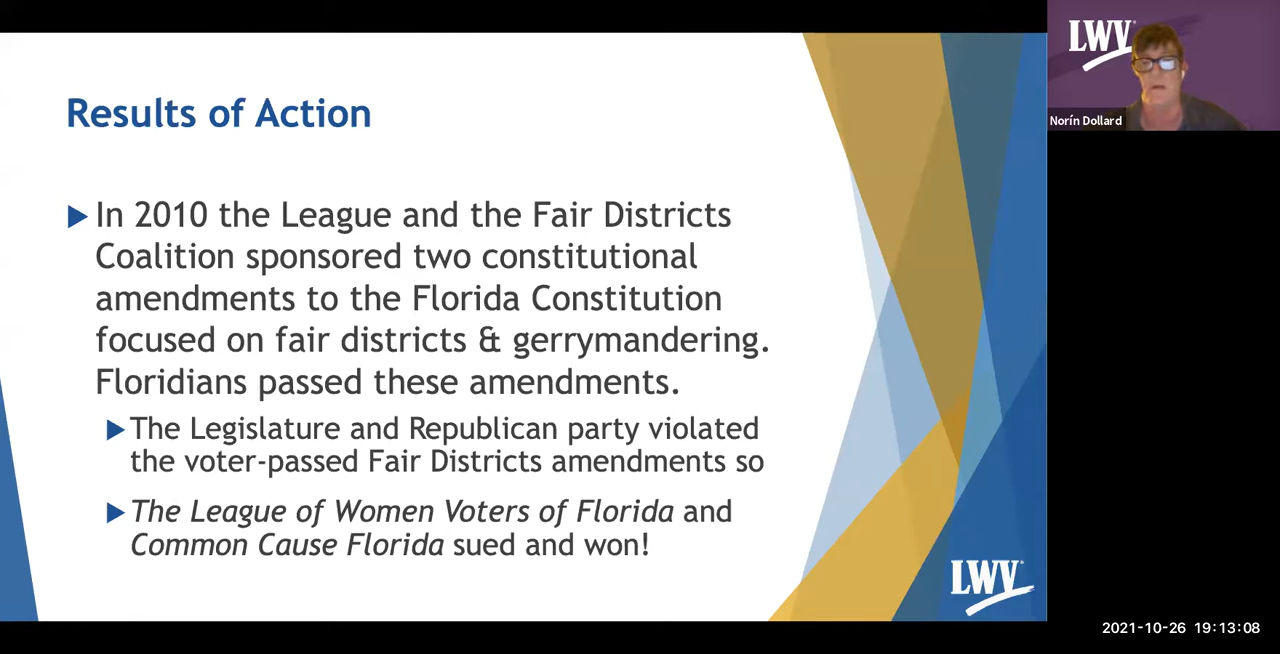 Results of Action
In 2010 the League and the Fair Districts
Coalition sponsored two constitutional
amendments to the Florida Constitution
focused on fair districts & gerrymandering.
Floridians passed these amendments.
The Legislature and Republican party violated
the voter-passed Fair Districts amendments so
The League of Women Voters of Florida and
Common Cause Florida sued and won!
LWV
LWV
Norín Dollard
2021-10-26 19:13:08